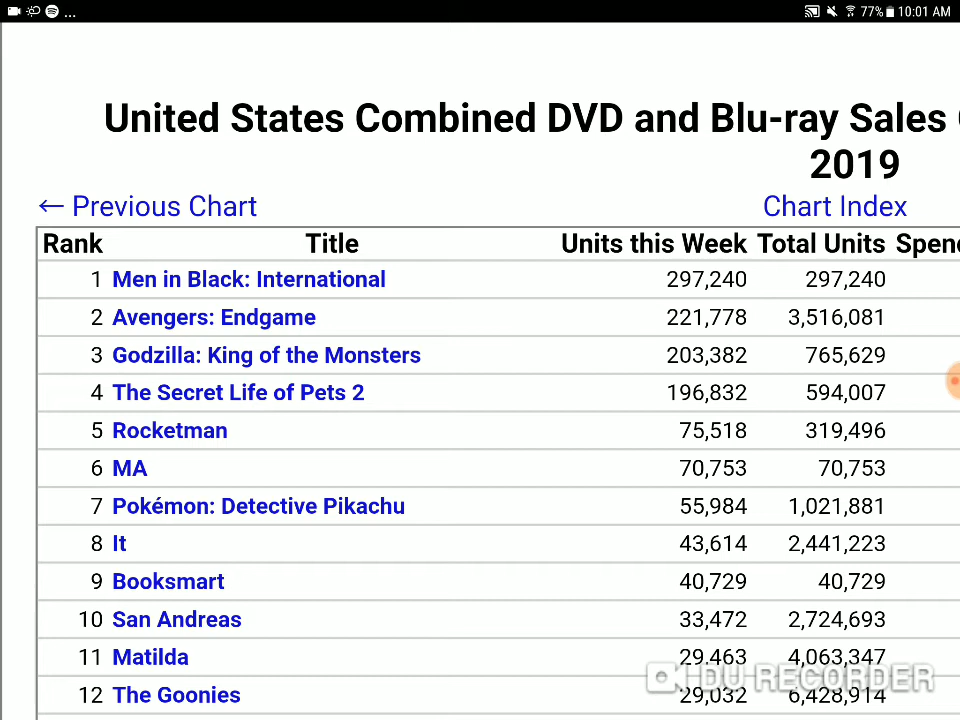 ... 77% 10:01 AM
United States Combined DVD and Blu-ray Sales
2019
← Previous Chart Chart Index
Rank Title Units this Week Total Units
1 Men in Black: International 297,240 297,240
2 Avengers: Endgame 221,778 3,516,081
3 Godzilla: King of the Monsters 203,382 765,629
4 The Secret Life of Pets 2 196,832 594,007
5 Rocketman 75,518 319,496
6 MA 70,753 70,753
7 Pokémon: Detective Pikachu 55,984 1,021,881
8 It 43,614 2,441,223
9 Booksmart 40,729 40,729
10 San Andreas 33,472 2,724,693
11 Matilda 29,463 4,063,347
DU RECORDER
12 The Goonies 29,032 6,428,914